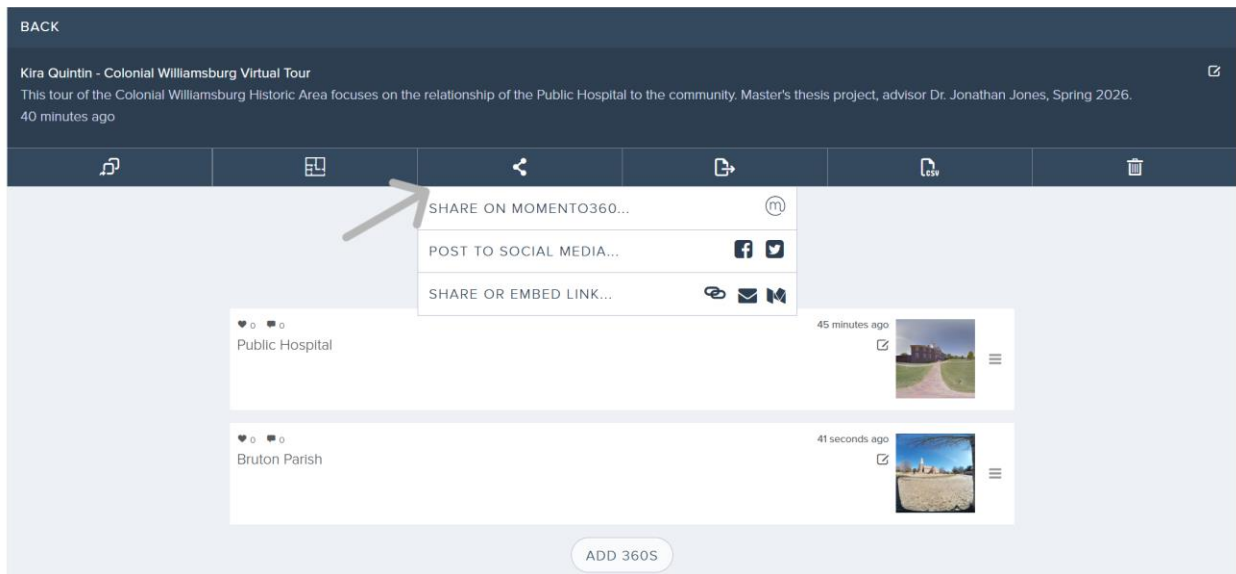 BACK
Kira Quintin - Colonial Williamsburg Virtual Tour
This tour of the Colonial Williamsburg Historic Area focuses on the relationship of the Public Hospital to the community. Master's thesis project, advisor Dr. Jonathan Jones, Spring 2026.
40 minutes ago
csv
SHARE ON MOMENTO360...
m
POST TO SOCIAL MEDIA...
SHARE OR EMBED LINK...
0 0
45 minutes ago
Public Hospital
0 0
41 seconds ago
Bruton Parish
ADD 360S